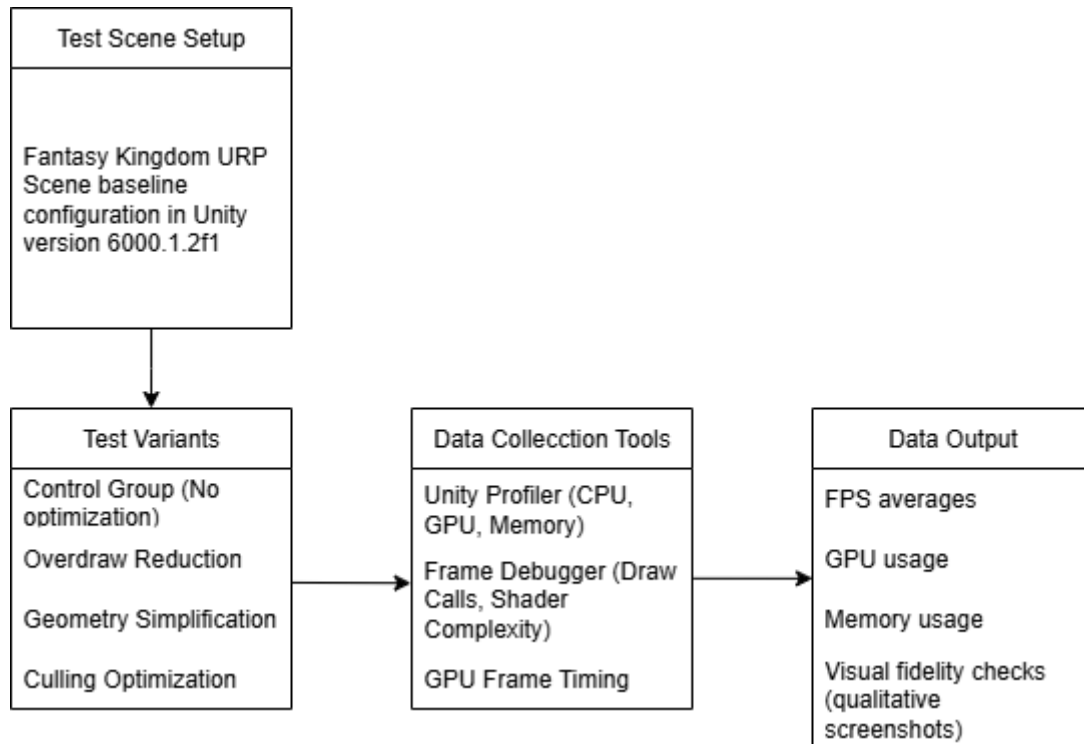 Test Scene Setup
Fantasy Kingdom URP
Scene baseline
configuration in Unity
version 6000.1.2f1
Test Variants
Control Group (No
optimization)
Overdraw Reduction
Geometry Simplification
Culling Optimization
Data Collecction Tools
Unity Profiler (CPU,
GPU, Memory)
Frame Debugger (Draw
Calls, Shader
Complexity)
GPU Frame Timing
Data Output
FPS averages
GPU usage
Memory usage
Visual fidelity checks
(qualitative
screenshots)